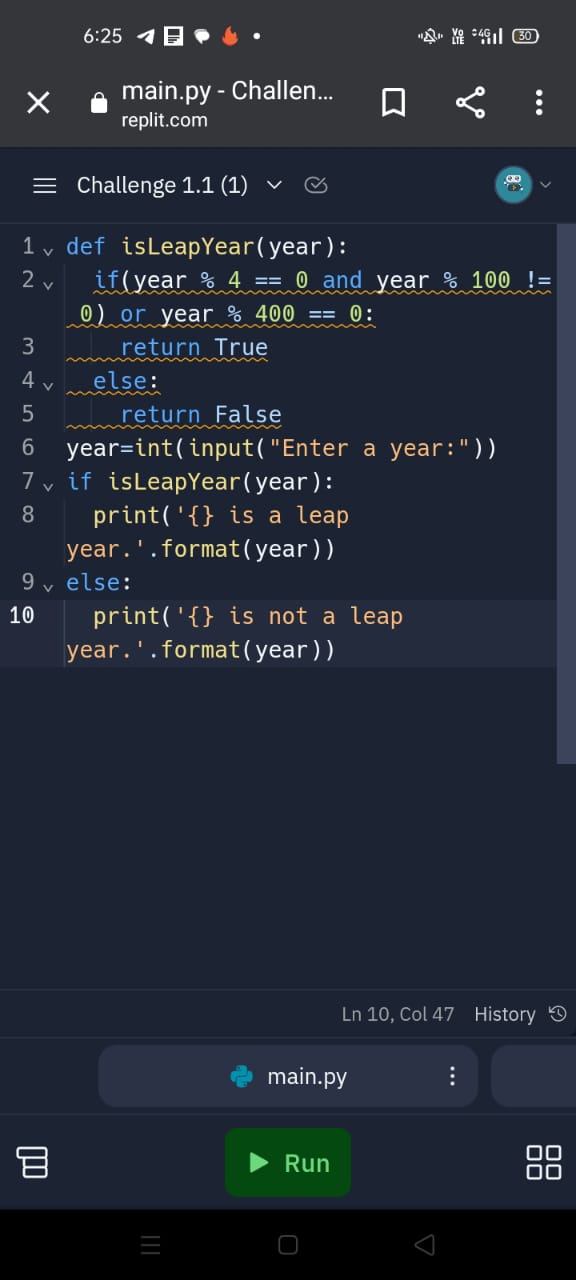 6:25 Vo LTE 4G 30
main.py - Challen...
replit.com
Challenge 1.1 (1)
1 def isLeapYear(year):
2 if(year % 4 == 0 and year % 100 !=
0) or year % 400 == 0:
3 return True
4 else:
5 return False
6 year=int(input("Enter a year:"))
7 if isLeapYear(year):
8 print('{} is a leap
year.'.format(year))
9 else:
10 print('{} is not a leap
year.'.format(year))
Ln 10, Col 47 History
main.py
Run